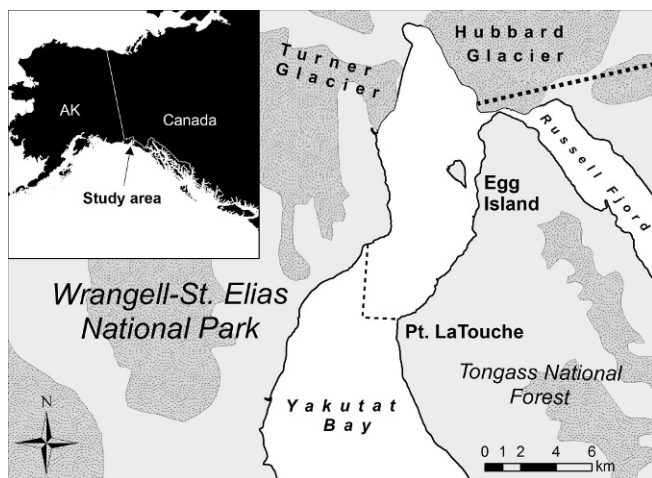 AK
Canada
Study area
Turner
Glacier
Hubbard
Glacier
Russell Fjord
Egg
Island
Wrangell-St. Elias
National Park
Pt. LaTouche
Tongass National
Forest
Yakutat
Bay
N
0 1 2 4 6
km